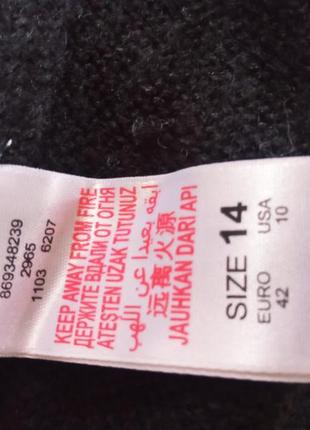 869348239
2965
1103 6207
KEEP AWAY FROM FIRE
ДЕРЖИТЕ ВДАЛИ ОТ ОГНЯ
ATEŞTEN UZAK TUTUNUZ
أبقه بعيدا عن اللهب
远离火源
JAUHKAN DARI API
SIZE 14
EURO USA
42 10